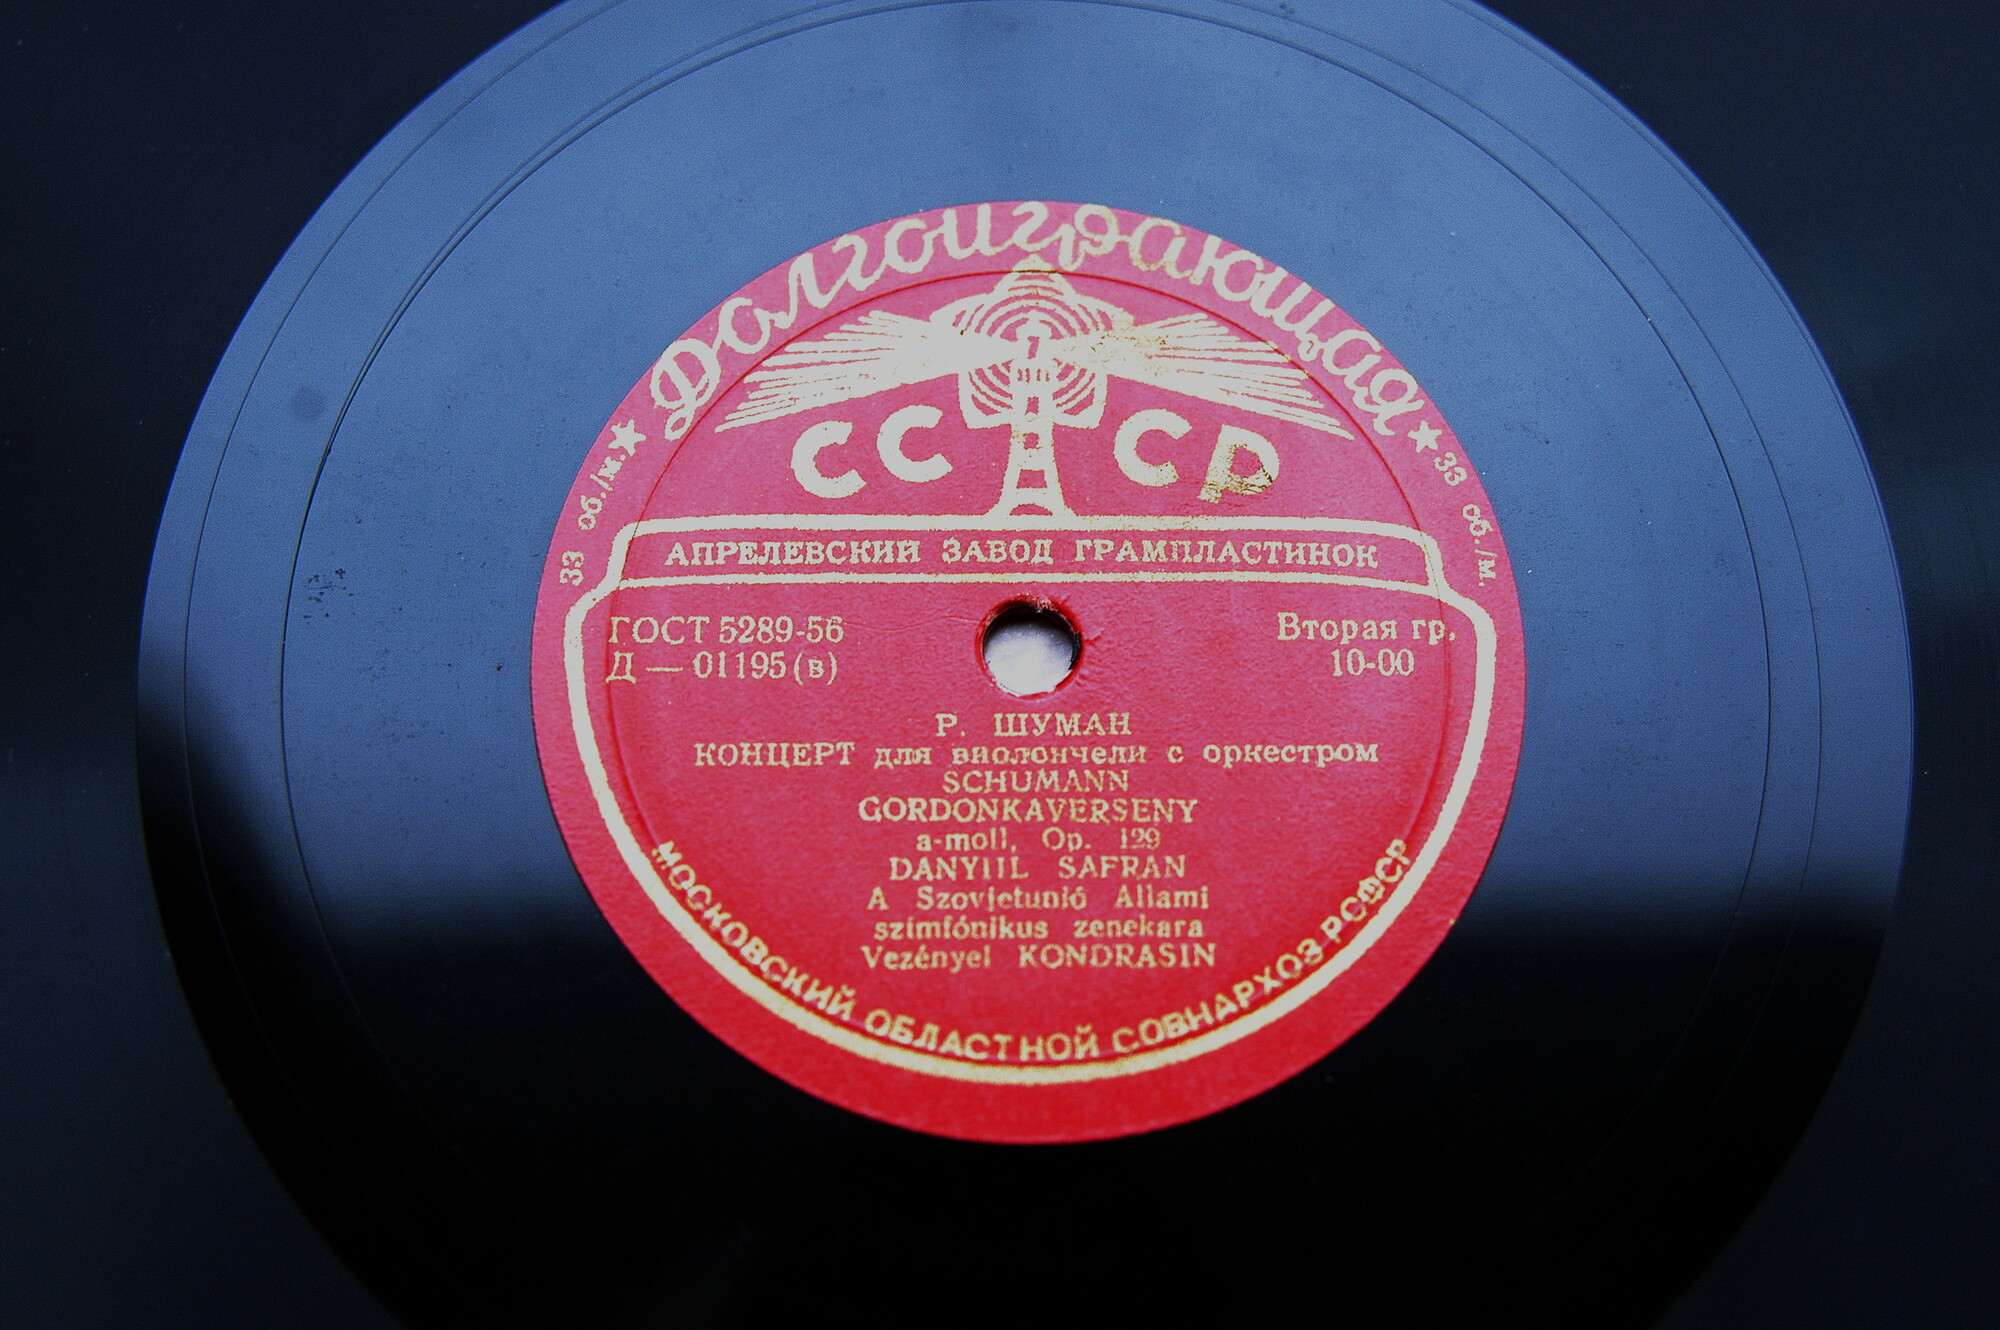 Долгоиграющая
★ 33 об./м.
33 об./м. ★
СССР
АПРЕЛЕВСКИЙ ЗАВОД ГРАМПЛАСТИНОК
ГОСТ 5289-56
Д — 01195 (в)
Вторая гр.
10-00
Р. ШУМАН
КОНЦЕРТ для виолончели с оркестром
SCHUMANN
GORDONKAVERSENY
a-moll, Op. 129
DANYIIL SAFRAN
A Szovjetunió Allami
szimfónikus zenekara
Vezényel KONDRASIN
МОСКОВСКИЙ ОБЛАСТНОЙ СОВНАРХОЗ РСФСР